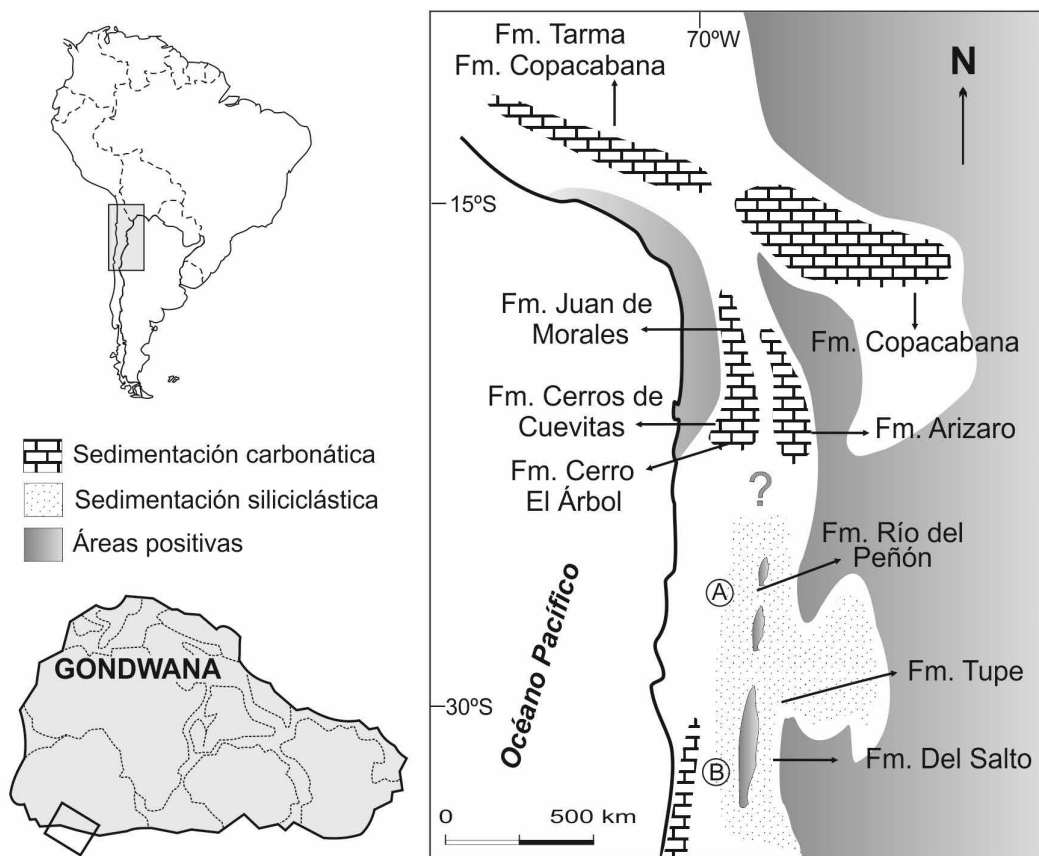 Fm. Tarma
Fm. Copacabana
70ºW
N
15ºS
Fm. Juan de
Morales
Fm. Copacabana
Fm. Cerros de
Cuevitas
Fm. Arizaro
Fm. Cerro
El Árbol
?
Fm. Río del
Peñón
A
Océano Pacífico
Fm. Tupe
30ºS
Fm. Del Salto
B
0 500 km
Sedimentación carbonática
Sedimentación siliciclástica
Áreas positivas
GONDWANA